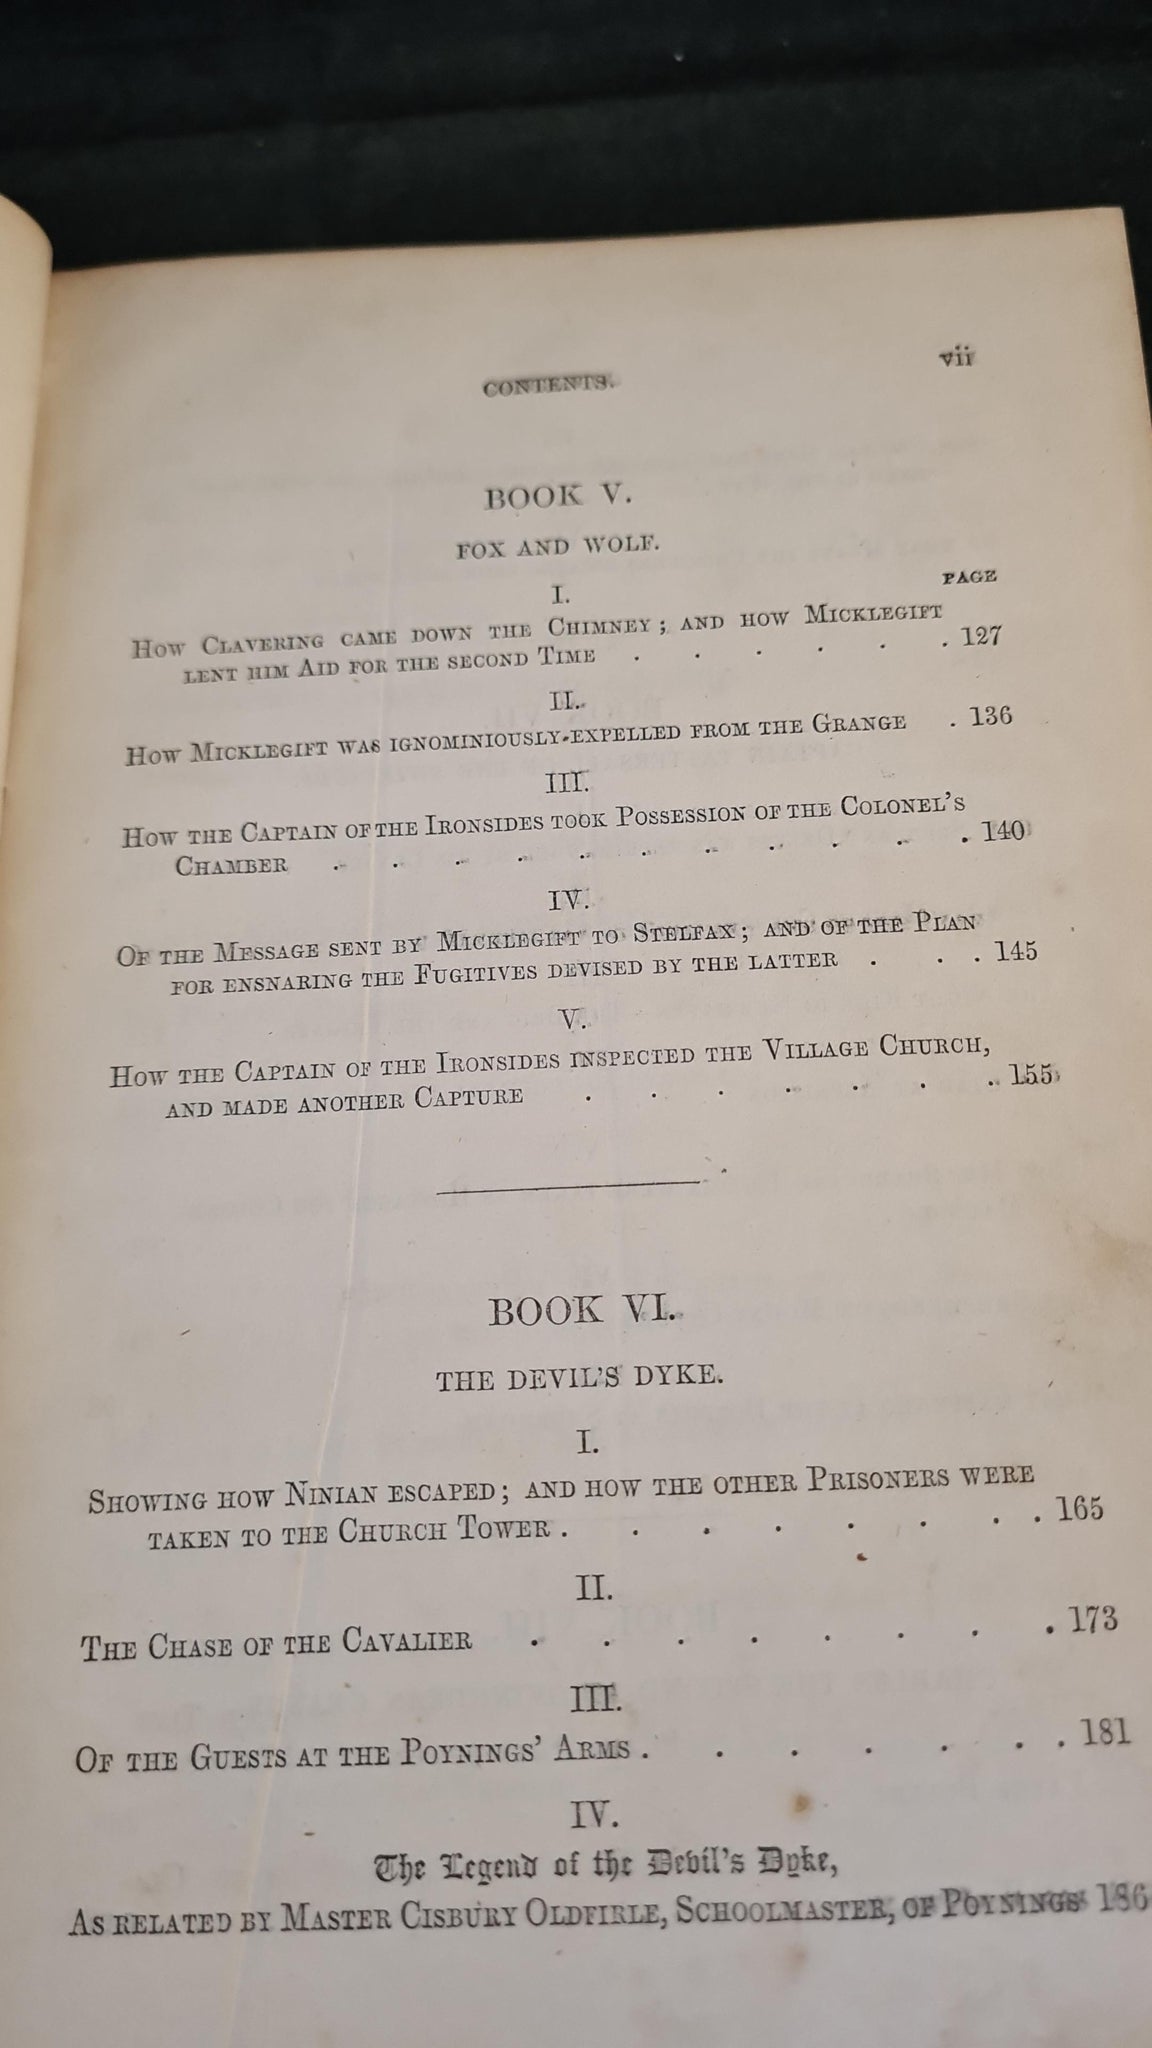 CONTENTS. vii
BOOK V.
FOX AND WOLF.
I. PAGE
How Clavering came down the Chimney; and how Micklegift
lent him Aid for the second Time . . . . . . 127
II.
How Micklegift was ignominiously expelled from the Grange . 136
III.
How the Captain of the Ironsides took Possession of the Colonel's
Chamber . . . . . . . . . . . 140
IV.
Of the Message sent by Micklegift to Stelfax; and of the Plan
for ensnaring the Fugitives devised by the latter . . . 145
V.
How the Captain of the Ironsides inspected the Village Church,
and made another Capture . . . . . . . 155
BOOK VI.
THE DEVIL'S DYKE.
I.
Showing how Ninian escaped; and how the other Prisoners were
taken to the Church Tower . . . . . . . . 165
II.
The Chase of the Cavalier . . . . . . . . 173
III.
Of the Guests at the Poynings' Arms . . . . . . . 181
IV.
The Legend of the Devil's Dyke,
As related by Master Cisbury Oldfirle, Schoolmaster, of Poynings 186